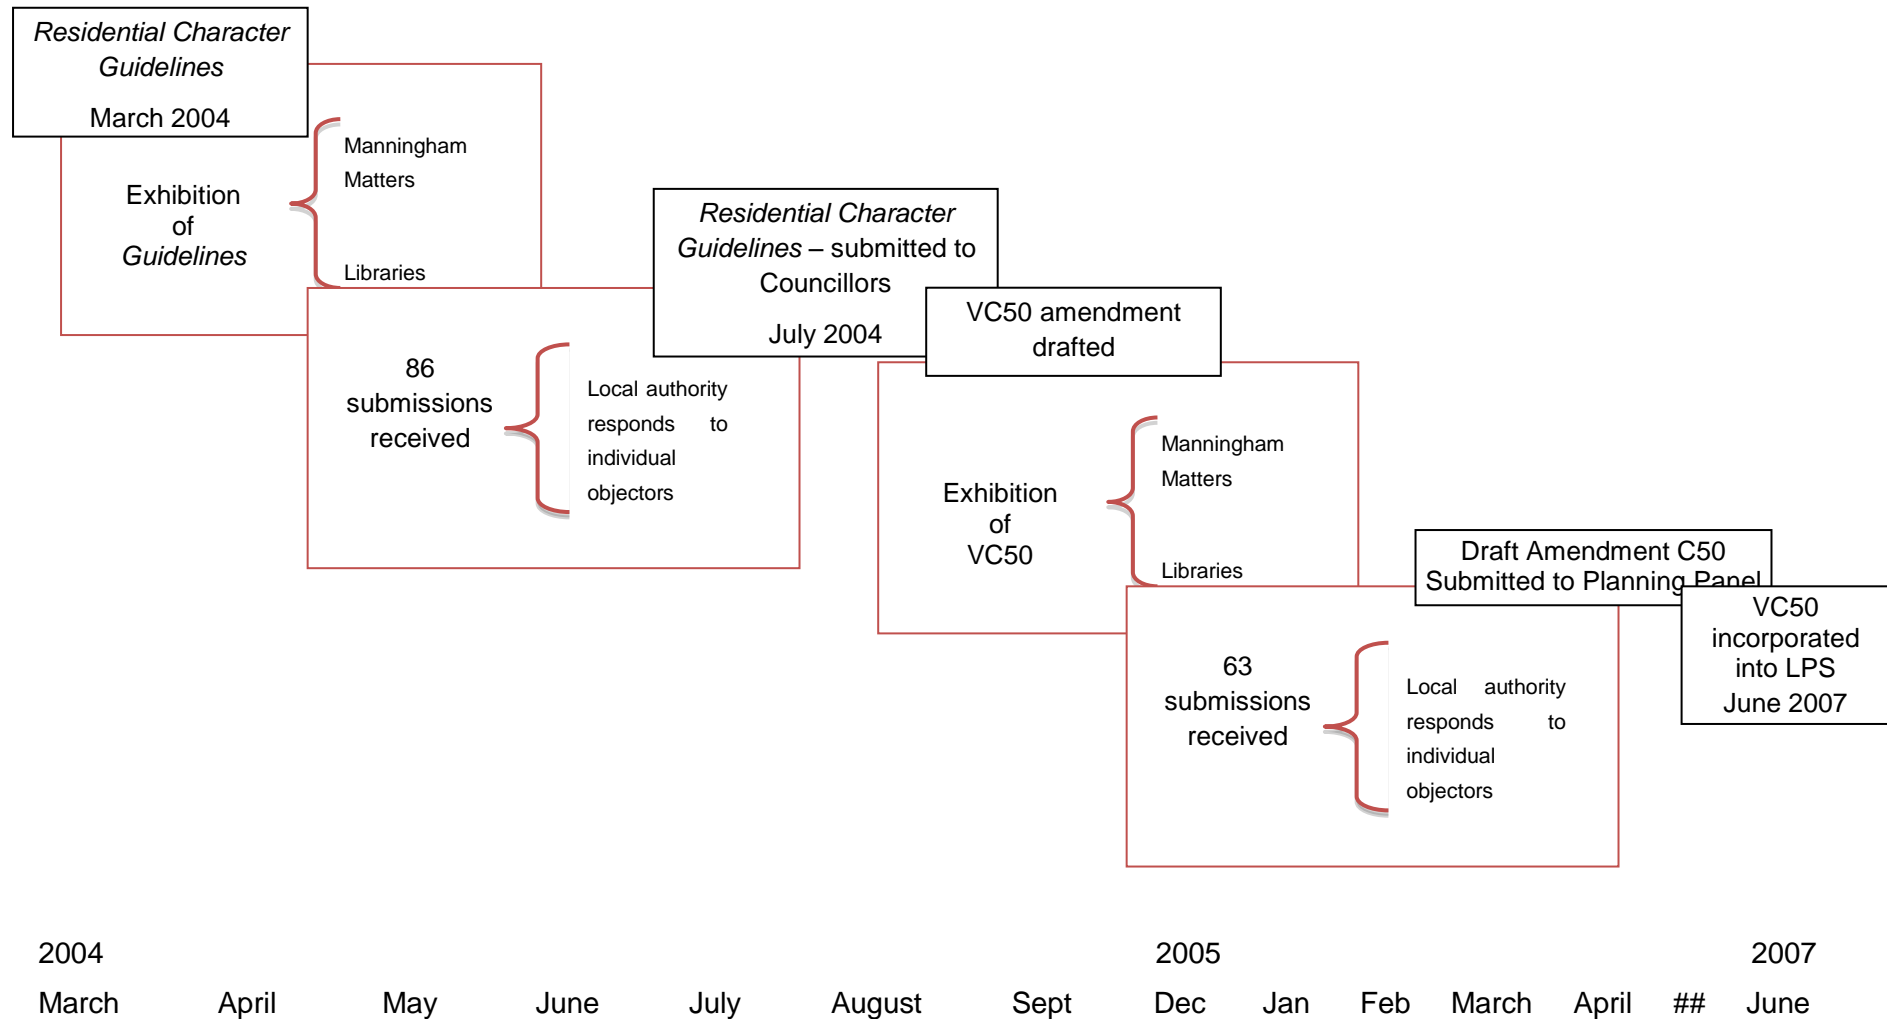 Residential Character
Guidelines
March 2004
Exhibition
of
Guidelines
Manningham
Matters
Libraries
86
submissions
received
Local authority
responds to
individual
objectors
Residential Character
Guidelines – submitted to
Councillors
July 2004
VC50 amendment
drafted
Exhibition
of
VC50
Manningham
Matters
Libraries
63
submissions
received
Local authority
responds to
individual
objectors
Draft Amendment C50
Submitted to Planning Panel
VC50
incorporated
into LPS
June 2007
2004 2005 2007
March April May June July August Sept Dec Jan Feb March April ## June